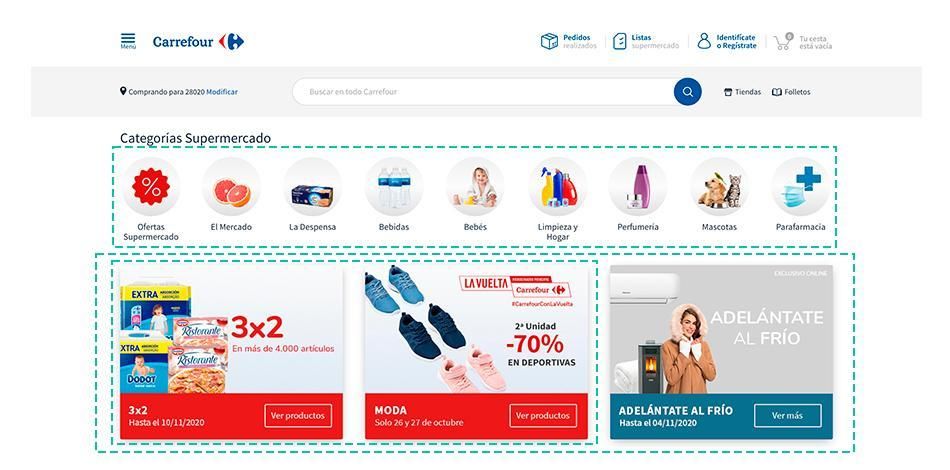 Menú
Carrefour
Pedidos
realizados
Listas
supermercado
Identifícate
o Regístrate
0
Tu cesta
está vacía
Comprando para 28020 Modificar
Buscar en todo Carrefour
Tiendas
Folletos
Categorías Supermercado
%
Ofertas
Supermercado
El Mercado
La Despensa
Bebidas
Bebés
Limpieza y
Hogar
Perfumería
Mascotas
Parafarmacia
EXTRA ABSORCIÓN
Ristorante
Ristorante
EXTRA ABSORCIÓN
DODOT
3x2
En más de 4.000 artículos
3x2
Hasta el 10/11/2020
Ver productos
LA VUELTA
Carrefour
#CarrefourConLaVuelta
2ª Unidad
-70%
EN DEPORTIVAS
MODA
Solo 26 y 27 de octubre
Ver productos
EXCLUSIVO ONLINE
ADELÁNTATE
AL FRÍO
ADELÁNTATE AL FRÍO
Hasta el 04/11/2020
Ver más